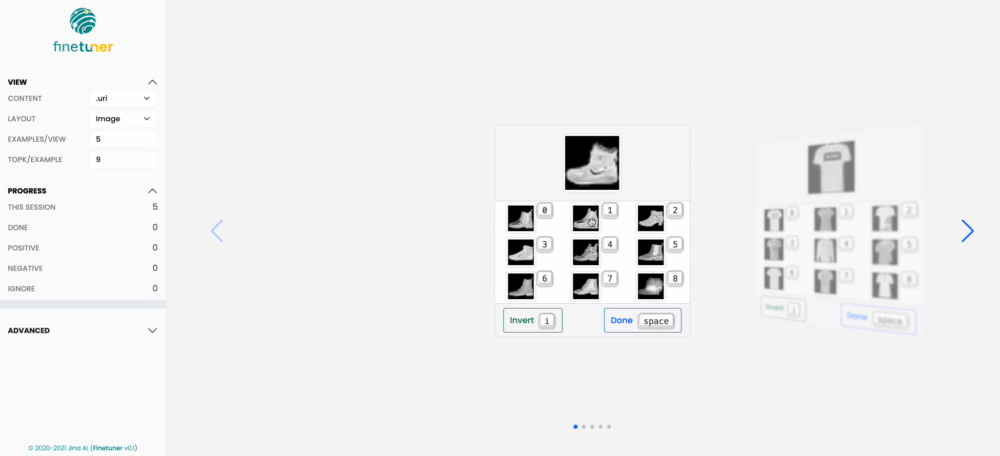 finetuner
VIEW
CONTENT .uri
LAYOUT Image
EXAMPLES/VIEW 5
TOPK/EXAMPLE 9
PROGRESS
THIS SESSION 5
DONE 0
POSITIVE 0
NEGATIVE 0
IGNORE 0
ADVANCED
© 2020-2021 Jina AI (Finetuner v0.1)
0 1 2
3 4 5
6 7 8
Invert i Done space
0 1 2
3 4 5
6 7 8
Invert i Done space